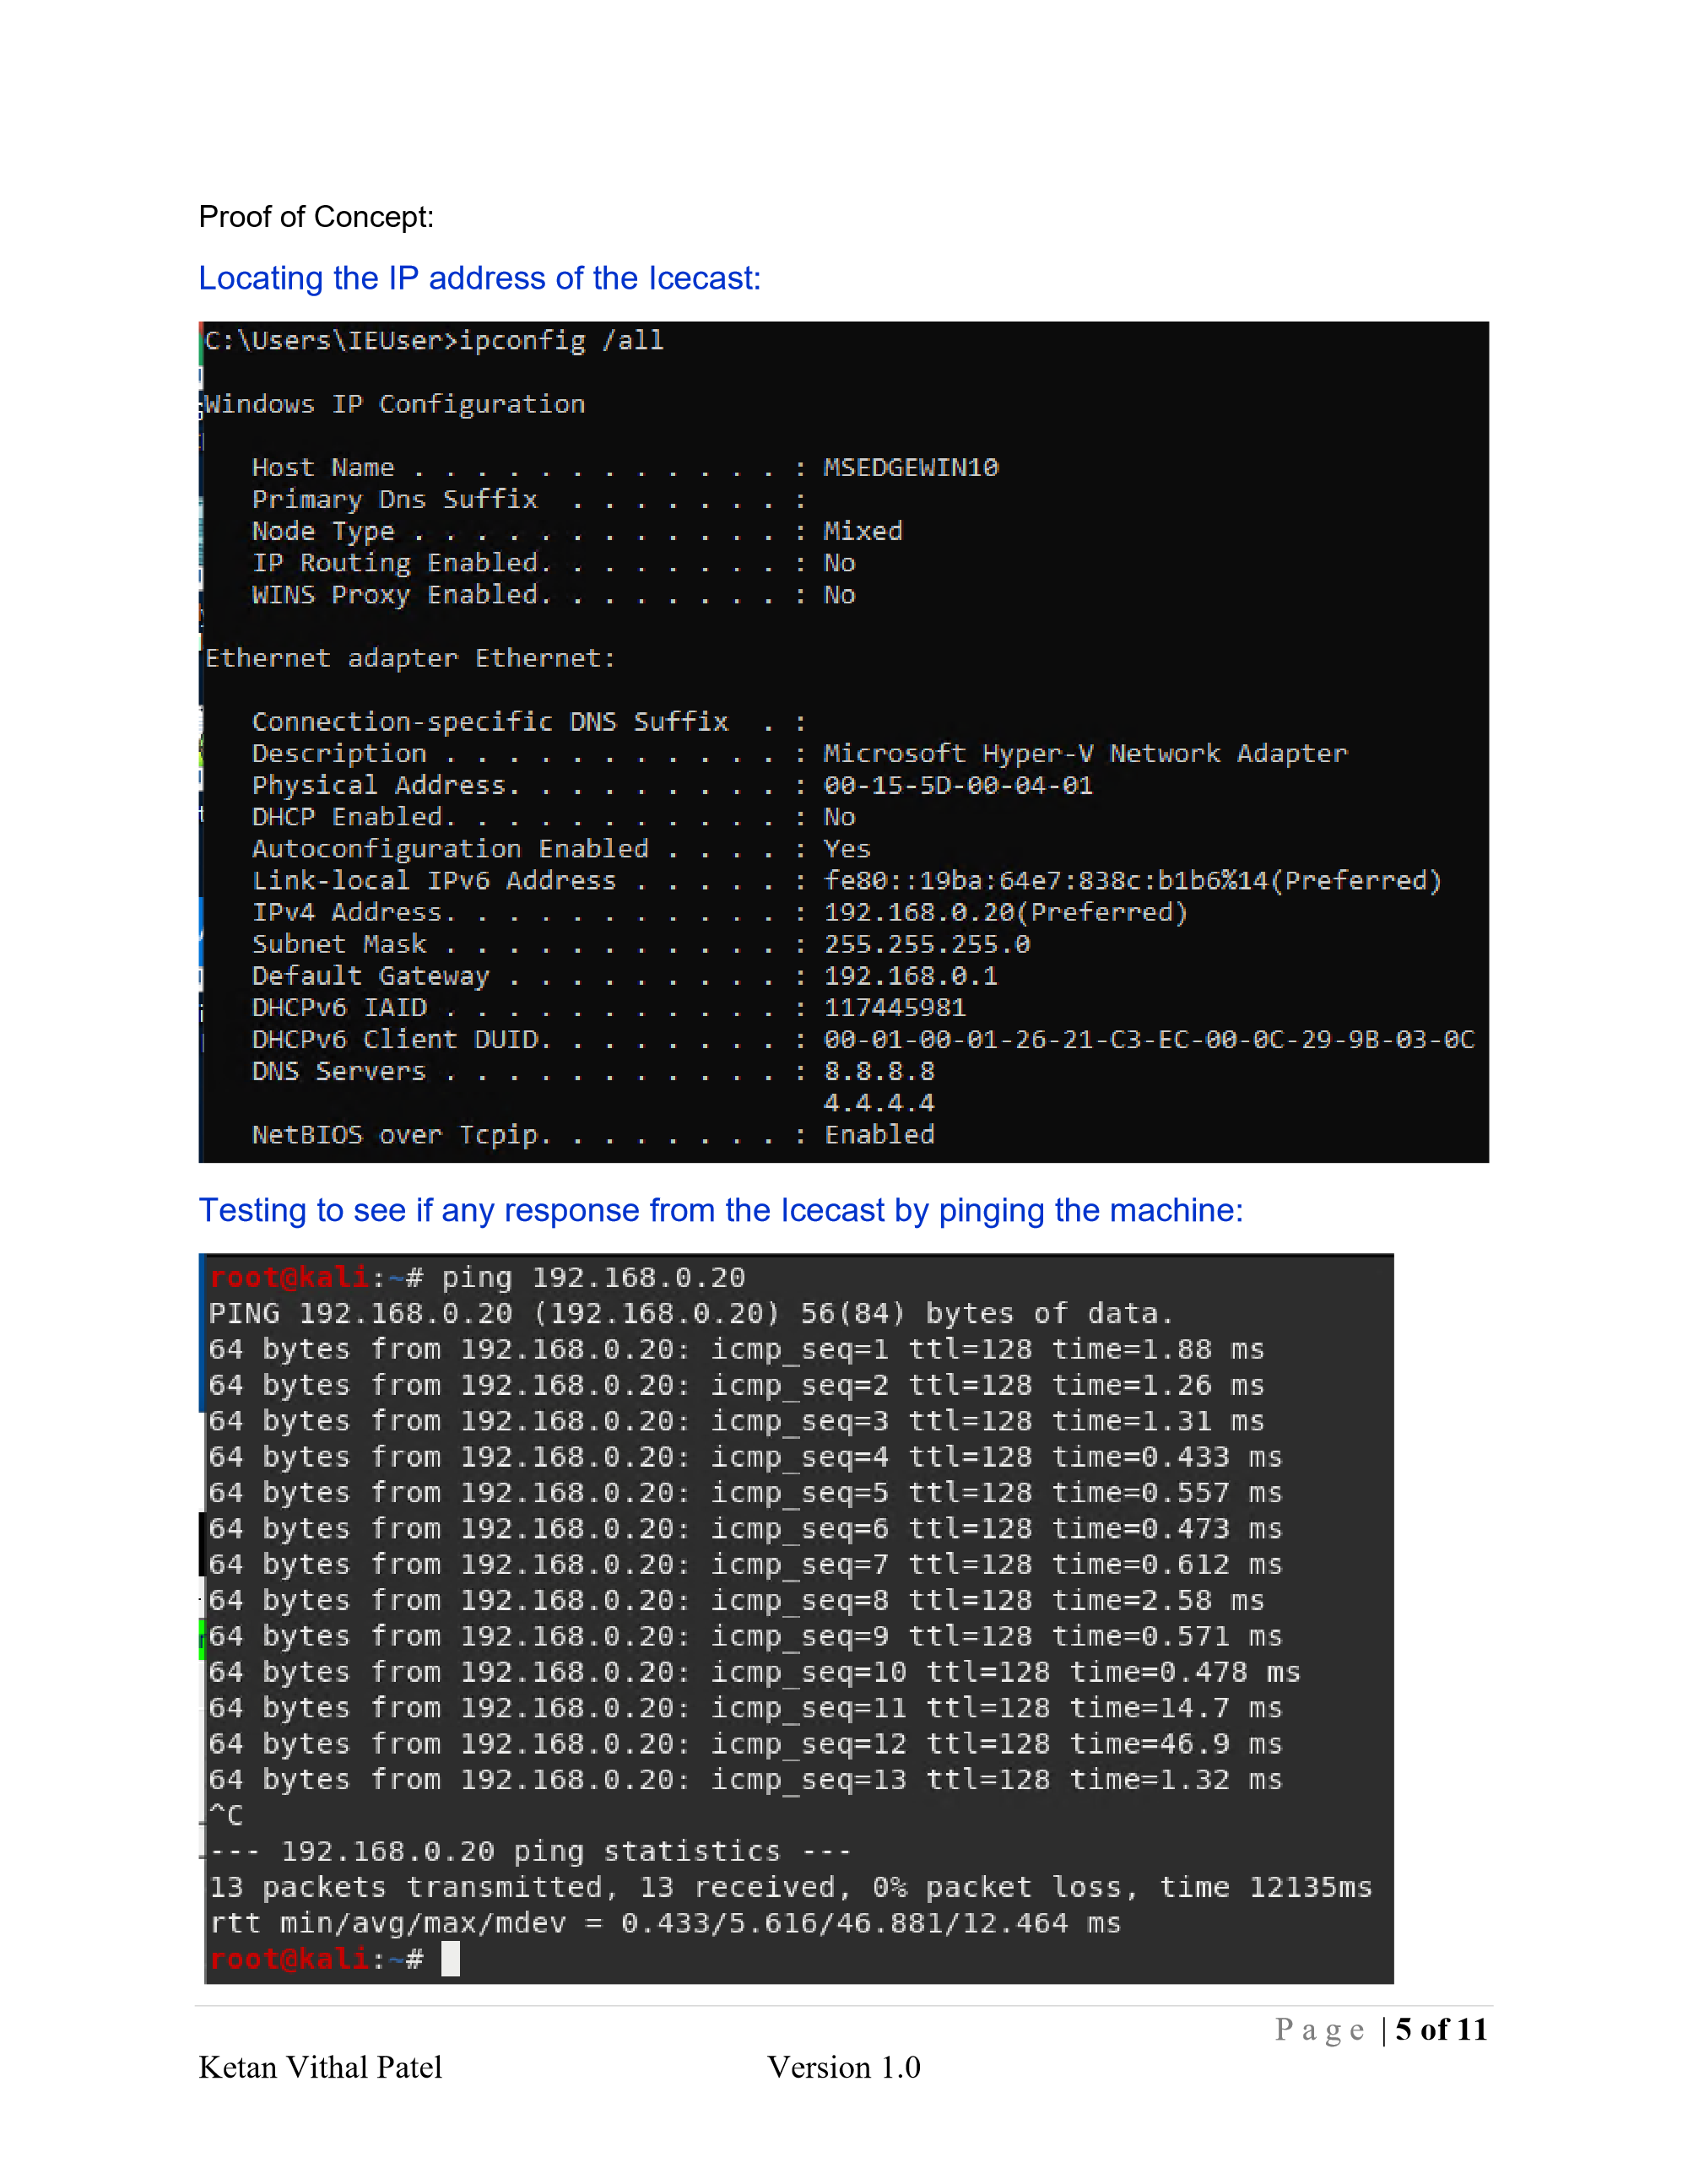 Proof of Concept:
Locating the IP address of the Icecast:
C:\Users\IEUser>ipconfig /all
Windows IP Configuration
Host Name . . . . . . . . . . . . : MSEDGEWIN10
Primary Dns Suffix  . . . . . . . :
Node Type . . . . . . . . . . . . : Mixed
IP Routing Enabled. . . . . . . . : No
WINS Proxy Enabled. . . . . . . . : No
Ethernet adapter Ethernet:
Connection-specific DNS Suffix  . :
Description . . . . . . . . . . . : Microsoft Hyper-V Network Adapter
Physical Address. . . . . . . . . : 00-15-5D-00-04-01
DHCP Enabled. . . . . . . . . . . : No
Autoconfiguration Enabled . . . . : Yes
Link-local IPv6 Address . . . . . : fe80::19ba:64e7:838c:b1b6%14(Preferred)
IPv4 Address. . . . . . . . . . . : 192.168.0.20(Preferred)
Subnet Mask . . . . . . . . . . . : 255.255.255.0
Default Gateway . . . . . . . . . : 192.168.0.1
DHCPv6 IAID . . . . . . . . . . . : 117445981
DHCPv6 Client DUID. . . . . . . . : 00-01-00-01-26-21-C3-EC-00-0C-29-9B-03-0C
DNS Servers . . . . . . . . . . . : 8.8.8.8
4.4.4.4
NetBIOS over Tcpip. . . . . . . . : Enabled
Testing to see if any response from the Icecast by pinging the machine:
root@kali:~# ping 192.168.0.20
PING 192.168.0.20 (192.168.0.20) 56(84) bytes of data.
64 bytes from 192.168.0.20: icmp_seq=1 ttl=128 time=1.88 ms
64 bytes from 192.168.0.20: icmp_seq=2 ttl=128 time=1.26 ms
64 bytes from 192.168.0.20: icmp_seq=3 ttl=128 time=1.31 ms
64 bytes from 192.168.0.20: icmp_seq=4 ttl=128 time=0.433 ms
64 bytes from 192.168.0.20: icmp_seq=5 ttl=128 time=0.557 ms
64 bytes from 192.168.0.20: icmp_seq=6 ttl=128 time=0.473 ms
64 bytes from 192.168.0.20: icmp_seq=7 ttl=128 time=0.612 ms
64 bytes from 192.168.0.20: icmp_seq=8 ttl=128 time=2.58 ms
64 bytes from 192.168.0.20: icmp_seq=9 ttl=128 time=0.571 ms
64 bytes from 192.168.0.20: icmp_seq=10 ttl=128 time=0.478 ms
64 bytes from 192.168.0.20: icmp_seq=11 ttl=128 time=14.7 ms
64 bytes from 192.168.0.20: icmp_seq=12 ttl=128 time=46.9 ms
64 bytes from 192.168.0.20: icmp_seq=13 ttl=128 time=1.32 ms
^C
--- 192.168.0.20 ping statistics ---
13 packets transmitted, 13 received, 0% packet loss, time 12135ms
rtt min/avg/max/mdev = 0.433/5.616/46.881/12.464 ms
root@kali:~#
Page | 5 of 11
Ketan Vithal Patel Version 1.0